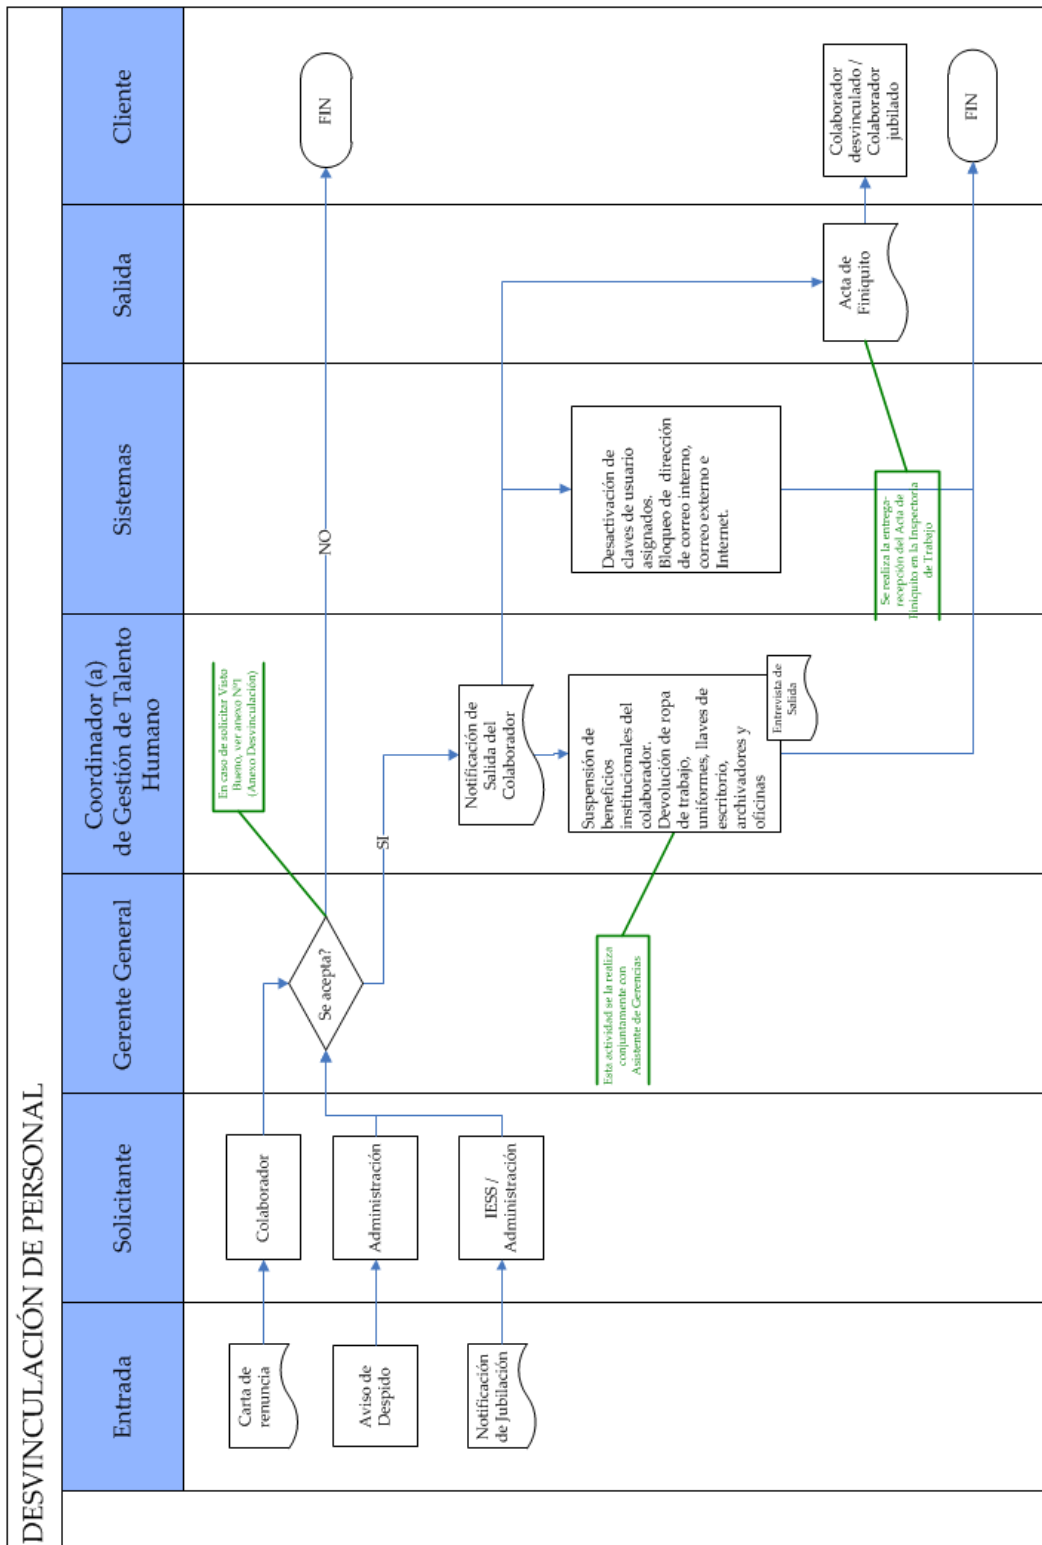 DESVINCULACIÓN DE PERSONAL
Entrada
Solicitante
Gerente General
Coordinador (a)
de Gestión de Talento
Humano
Sistemas
Salida
Cliente
Carta de
renuncia
Colaborador
Aviso de
Despido
Administración
Notificación
de Jubilación
IESS /
Administración
Se acepta?
En caso de solicitar Visto
Bueno, ver anexo Nº1
(Anexo Desvinculación)
NO
FIN
SI
Notificación de
Salida del
Colaborador
Suspensión de
beneficios
institucionales del
colaborador.
Devolución de ropa
de trabajo,
uniformes, llaves de
escritorio,
archivadores y
oficinas
Entrevista de
Salida
Esta actividad se la realiza
conjuntamente con
Asistente de Gerencias
Desactivación de
claves de usuario
asignados.
Bloqueo de dirección
de correo interno,
correo externo e
Internet.
Acta de
Finiquito
Se realiza la entrega-
recepción del Acta de
Finiquito en la Inspectoría
de Trabajo
Colaborador
desvinculado /
Colaborador
jubilado
FIN